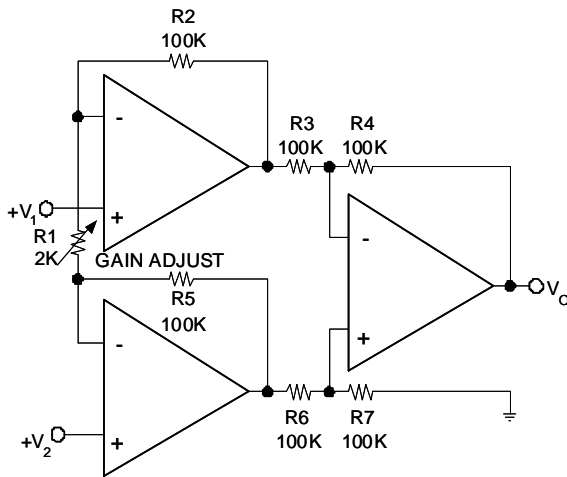 R2
100K
-
R3
R4
100K
100K
+V1
+
R1
2K
GAIN ADJUST
-
R5
100K
VO
+
-
R6
R7
100K
100K
+V2
+